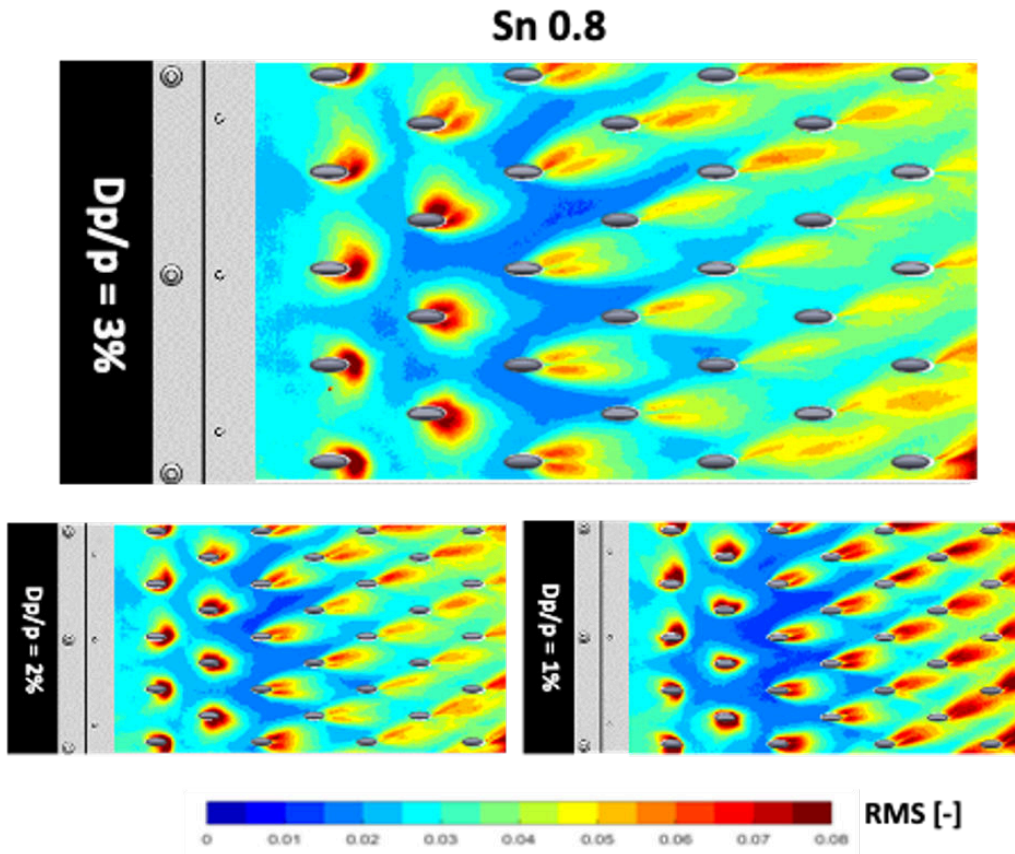 Sn 0.8
Dp/p = 3%
Dp/p = 2%
Dp/p = 1%
RMS [-]
0 0.01 0.02 0.03 0.04 0.05 0.06 0.07 0.08